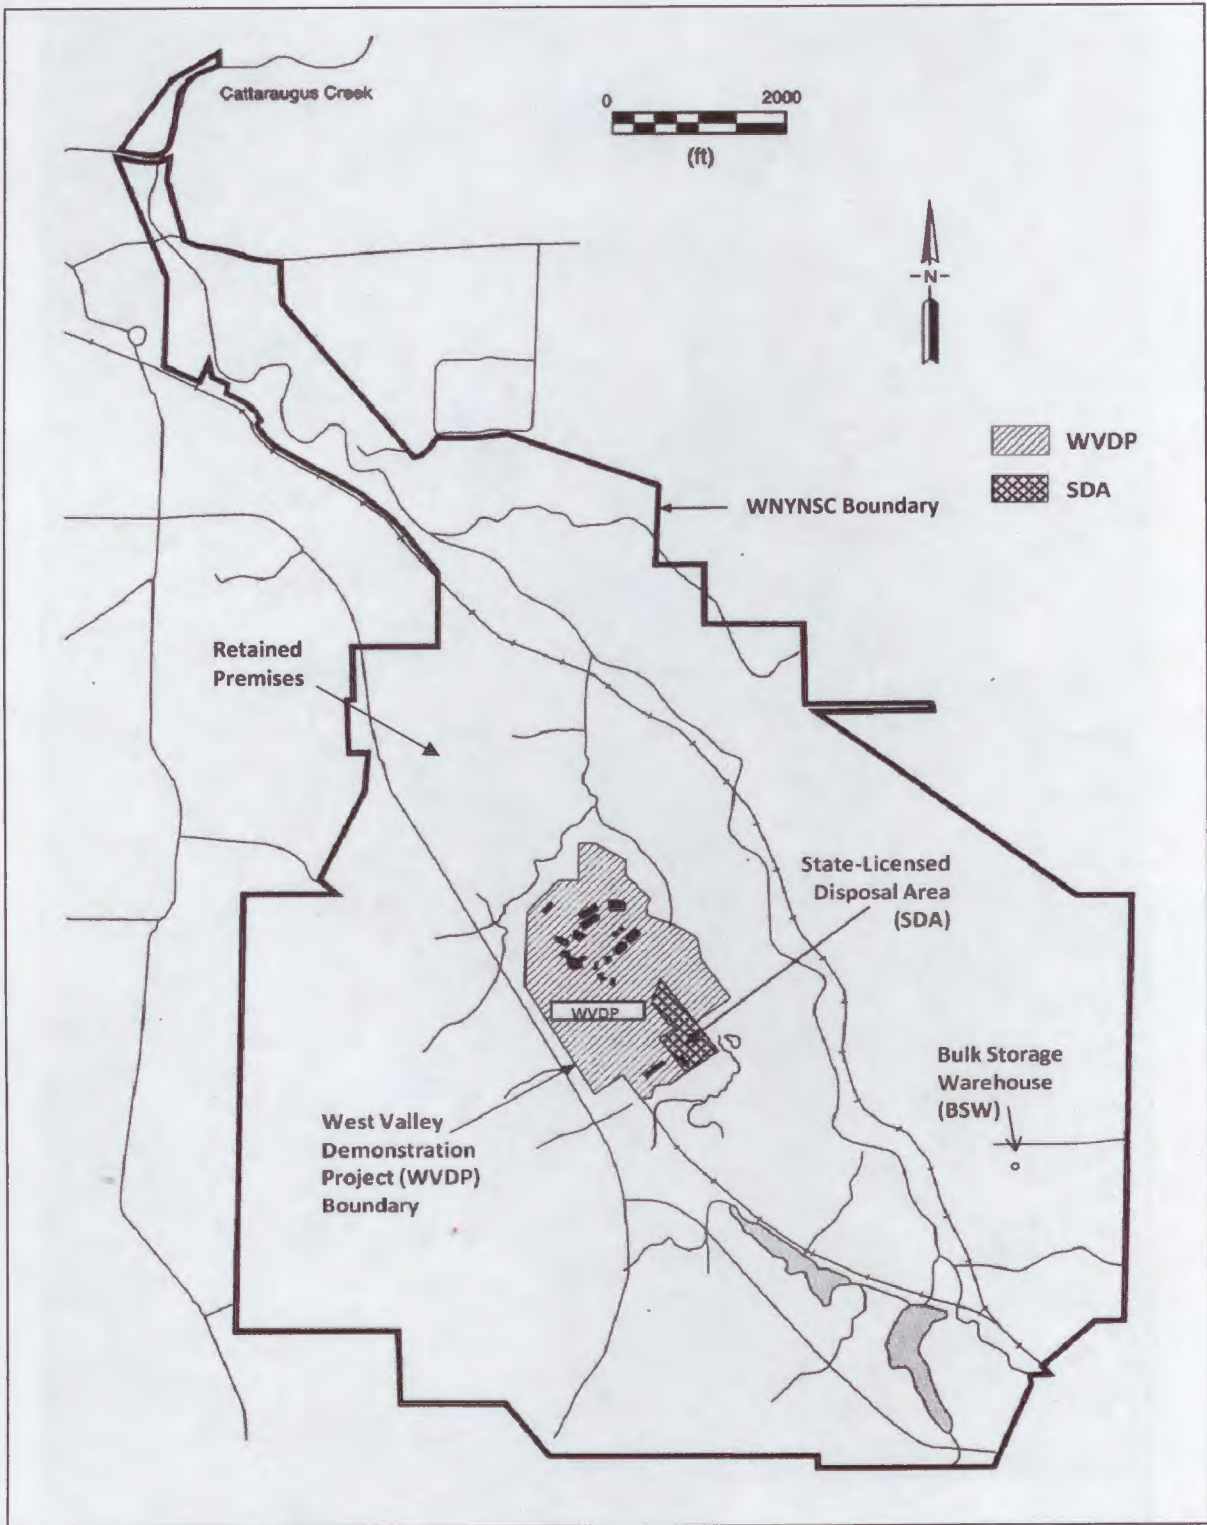 Cattaraugus Creek
0 2000
(ft)
-N-
WVDP
SDA
WNYNSC Boundary
Retained
Premises
State-Licensed
Disposal Area
(SDA)
WVDP
Bulk Storage
Warehouse
(BSW)
West Valley
Demonstration
Project (WVDP)
Boundary